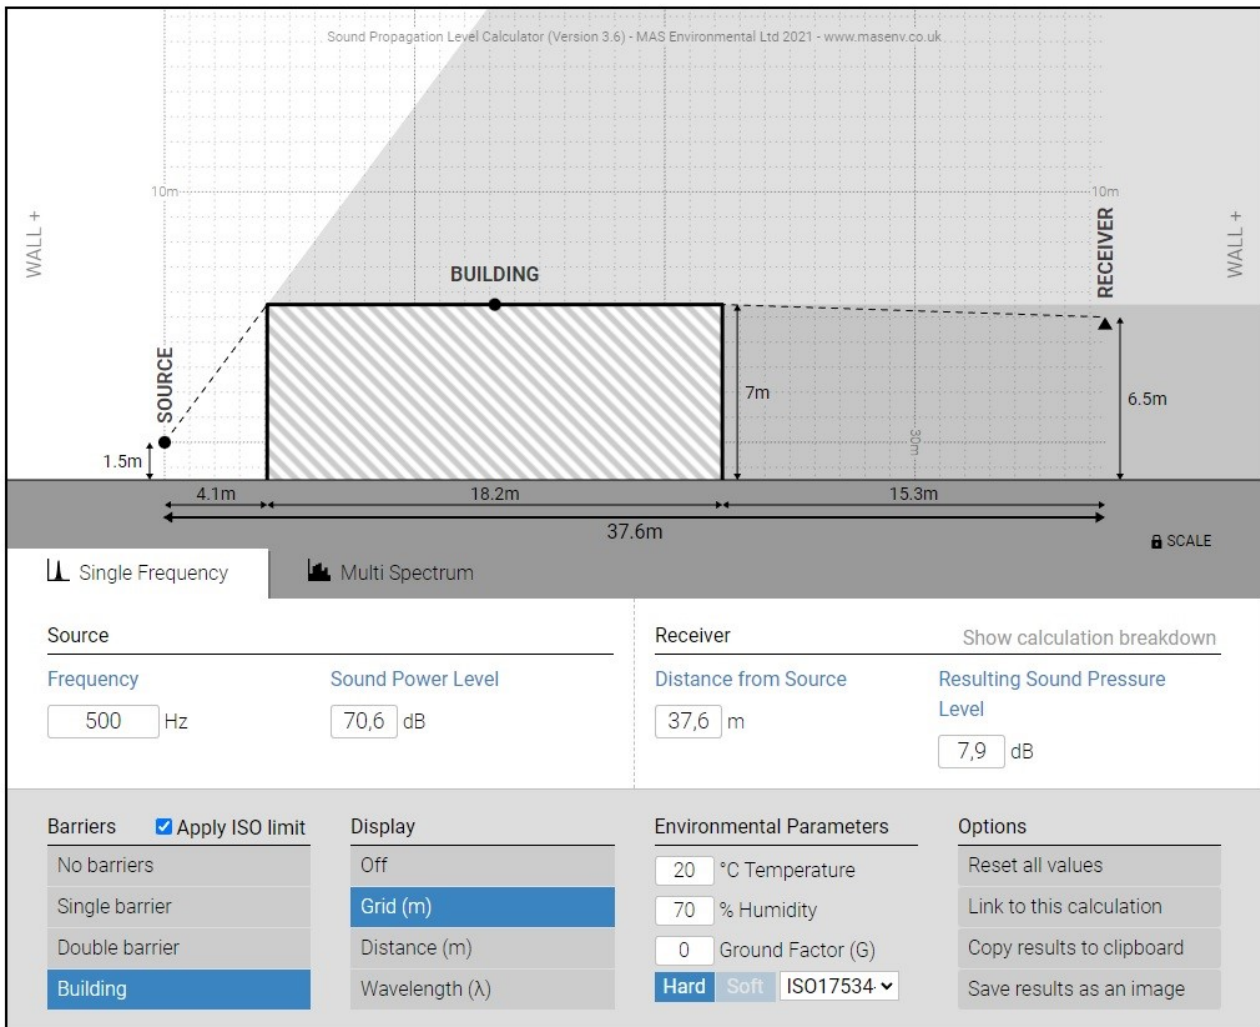 Sound Propagation Level Calculator (Version 3.6) - MAS Environmental Ltd 2021 - www.masenv.co.uk
10m
10m
WALL +
WALL +
RECEIVER
BUILDING
SOURCE
7m
6.5m
30m
1.5m
4.1m
18.2m
15.3m
37.6m
SCALE
Single Frequency
Multi Spectrum
Source
Receiver
Show calculation breakdown
Frequency
Sound Power Level
Distance from Source
Resulting Sound Pressure
Level
500 Hz
70,6 dB
37,6 m
7,9 dB
Barriers
Apply ISO limit
No barriers
Single barrier
Double barrier
Building
Display
Off
Grid (m)
Distance (m)
Wavelength (λ)
Environmental Parameters
20 °C Temperature
70 % Humidity
0 Ground Factor (G)
Hard Soft ISO17534-
Options
Reset all values
Link to this calculation
Copy results to clipboard
Save results as an image